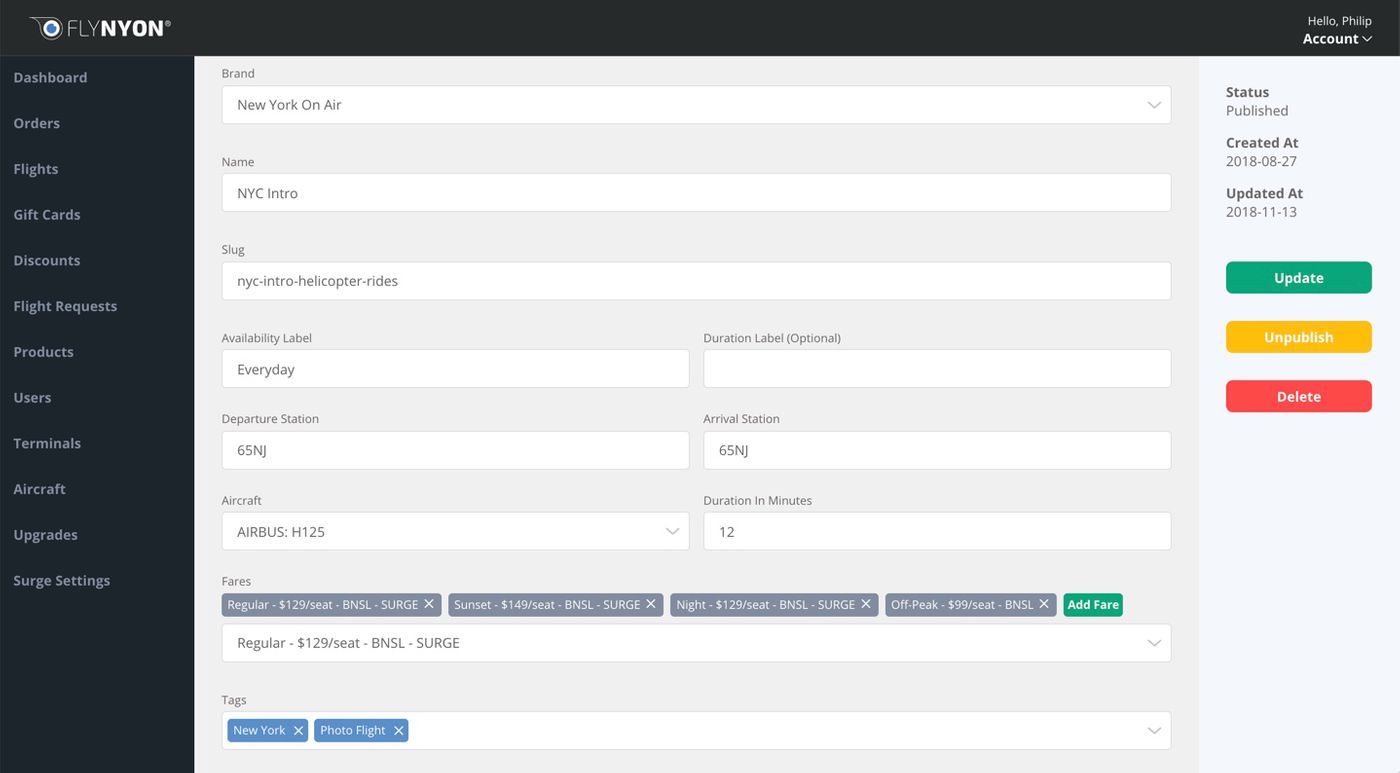 FLYNYON®
Hello, Philip
Account
Dashboard
Orders
Flights
Gift Cards
Discounts
Flight Requests
Products
Users
Terminals
Aircraft
Upgrades
Surge Settings
Brand
New York On Air
Name
NYC Intro
Slug
nyc-intro-helicopter-rides
Availability Label
Everyday
Duration Label (Optional)
Departure Station
65NJ
Arrival Station
65NJ
Aircraft
AIRBUS: H125
Duration In Minutes
12
Fares
Regular - $129/seat - BNSL - SURGE
Sunset - $149/seat - BNSL - SURGE
Night - $129/seat - BNSL - SURGE
Off-Peak - $99/seat - BNSL
Add Fare
Regular - $129/seat - BNSL - SURGE
Tags
New York
Photo Flight
Status
Published
Created At
2018-08-27
Updated At
2018-11-13
Update
Unpublish
Delete